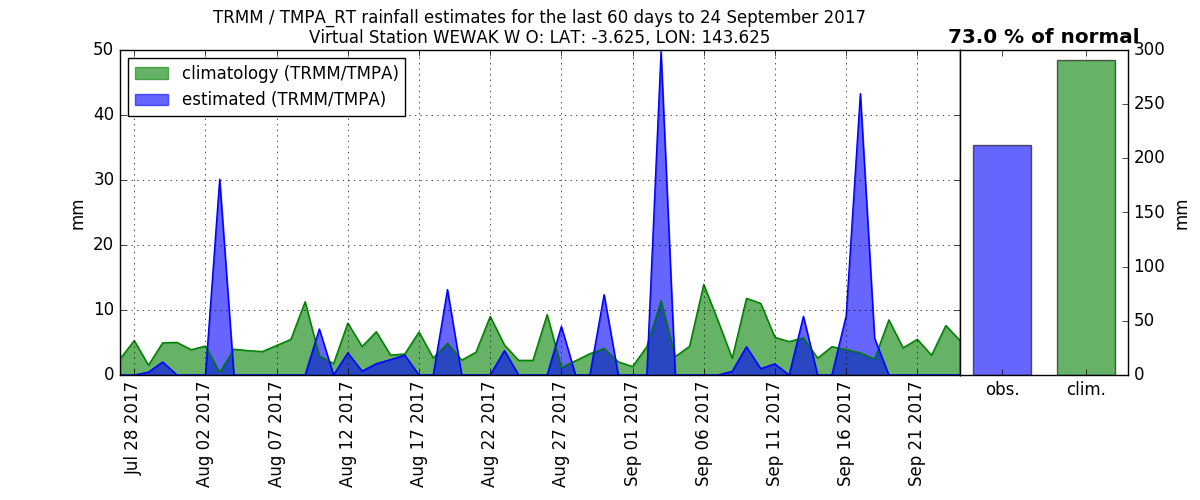 TRMM / TMPA_RT rainfall estimates for the last 60 days to 24 September 2017
Virtual Station WEWAK W O: LAT: -3.625, LON: 143.625
73.0 % of normal
climatology (TRMM/TMPA)
estimated (TRMM/TMPA)
50
40
30
20
10
0
mm
300
250
200
150
100
50
0
mm
Jul 28 2017
Aug 02 2017
Aug 07 2017
Aug 12 2017
Aug 17 2017
Aug 22 2017
Aug 27 2017
Sep 01 2017
Sep 06 2017
Sep 11 2017
Sep 16 2017
Sep 21 2017
obs.
clim.